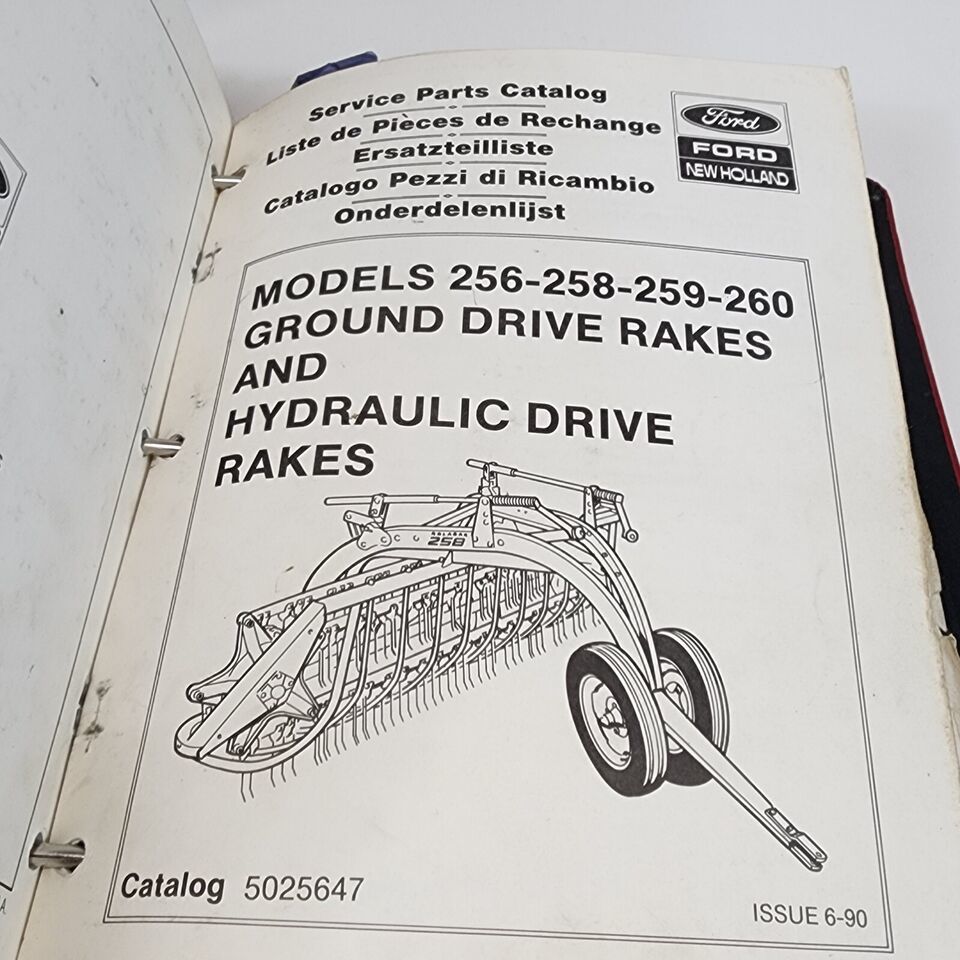 Service Parts Catalog
Liste de Pièces de Rechange
Ersatzteilliste
Catalogo Pezzi di Ricambio
Onderdelenlijst
Ford
FORD
NEW HOLLAND
MODELS 256-258-259-260
GROUND DRIVE RAKES
AND
HYDRAULIC DRIVE
RAKES
258
Catalog 5025647
ISSUE 6-90